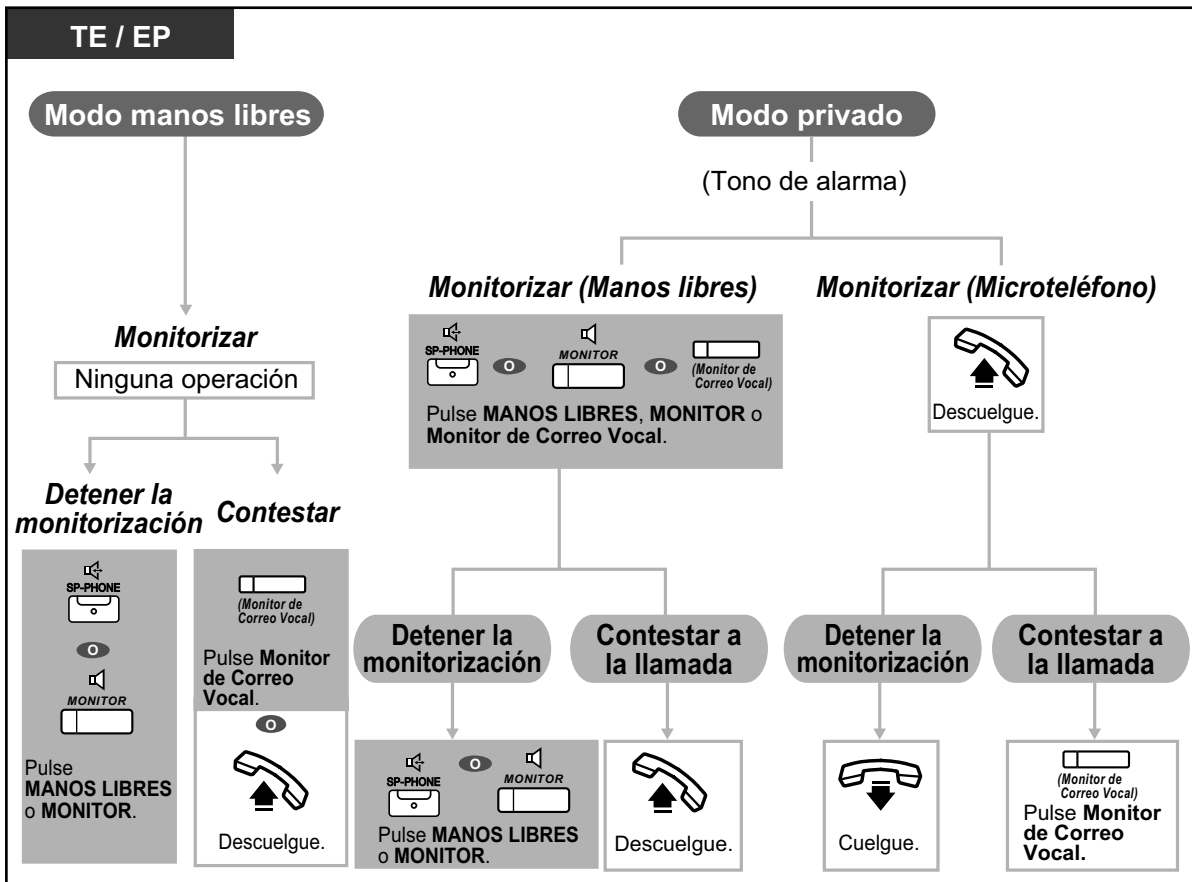 TE / EP
Modo manos libres
Monitorizar
Ninguna operación
Detener la
monitorización
SP-PHONE
O
MONITOR
Pulse
MANOS LIBRES
o MONITOR.
Contestar
(Monitor de
Correo Vocal)
Pulse Monitor
de Correo
Vocal.
O
Descuelgue.
Modo privado
(Tono de alarma)
Monitorizar (Manos libres)
SP-PHONE
O
MONITOR
O
(Monitor de
Correo Vocal)
Pulse MANOS LIBRES, MONITOR o
Monitor de Correo Vocal.
Detener la
monitorización
SP-PHONE
O
MONITOR
Pulse MANOS LIBRES
o MONITOR.
Contestar a
la llamada
Descuelgue.
Monitorizar (Microteléfono)
Descuelgue.
Detener la
monitorización
Cuelgue.
Contestar a
la llamada
(Monitor de
Correo Vocal)
Pulse Monitor
de Correo
Vocal.